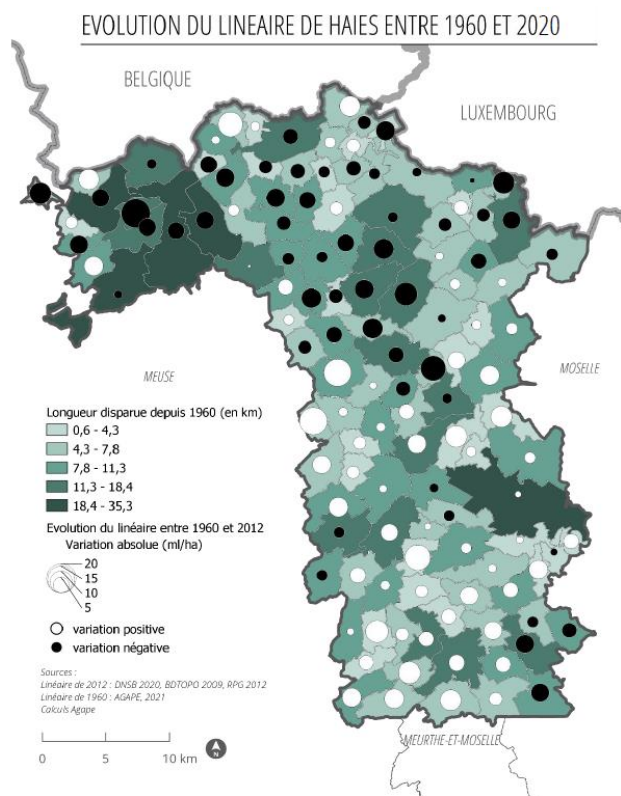 EVOLUTION DU LINEAIRE DE HAIES ENTRE 1960 ET 2020
BELGIQUE
LUXEMBOURG
MEUSE
MOSELLE
Longueur disparue depuis 1960 (en km)
0,6 - 4,3
4,3 - 7,8
7,8 - 11,3
11,3 - 18,4
18,4 - 35,3
Evolution du linéaire entre 1960 et 2012
Variation absolue (ml/ha)
20
15
10
5
variation positive
variation négative
Sources :
Linéaire de 2012 : DNSB 2020, BDTOPO 2009, RPG 2012
Linéaire de 1960 : AGAPE, 2021
Calculs Agape
N
0 5 10 km
MEURTHE-ET-MOSELLE